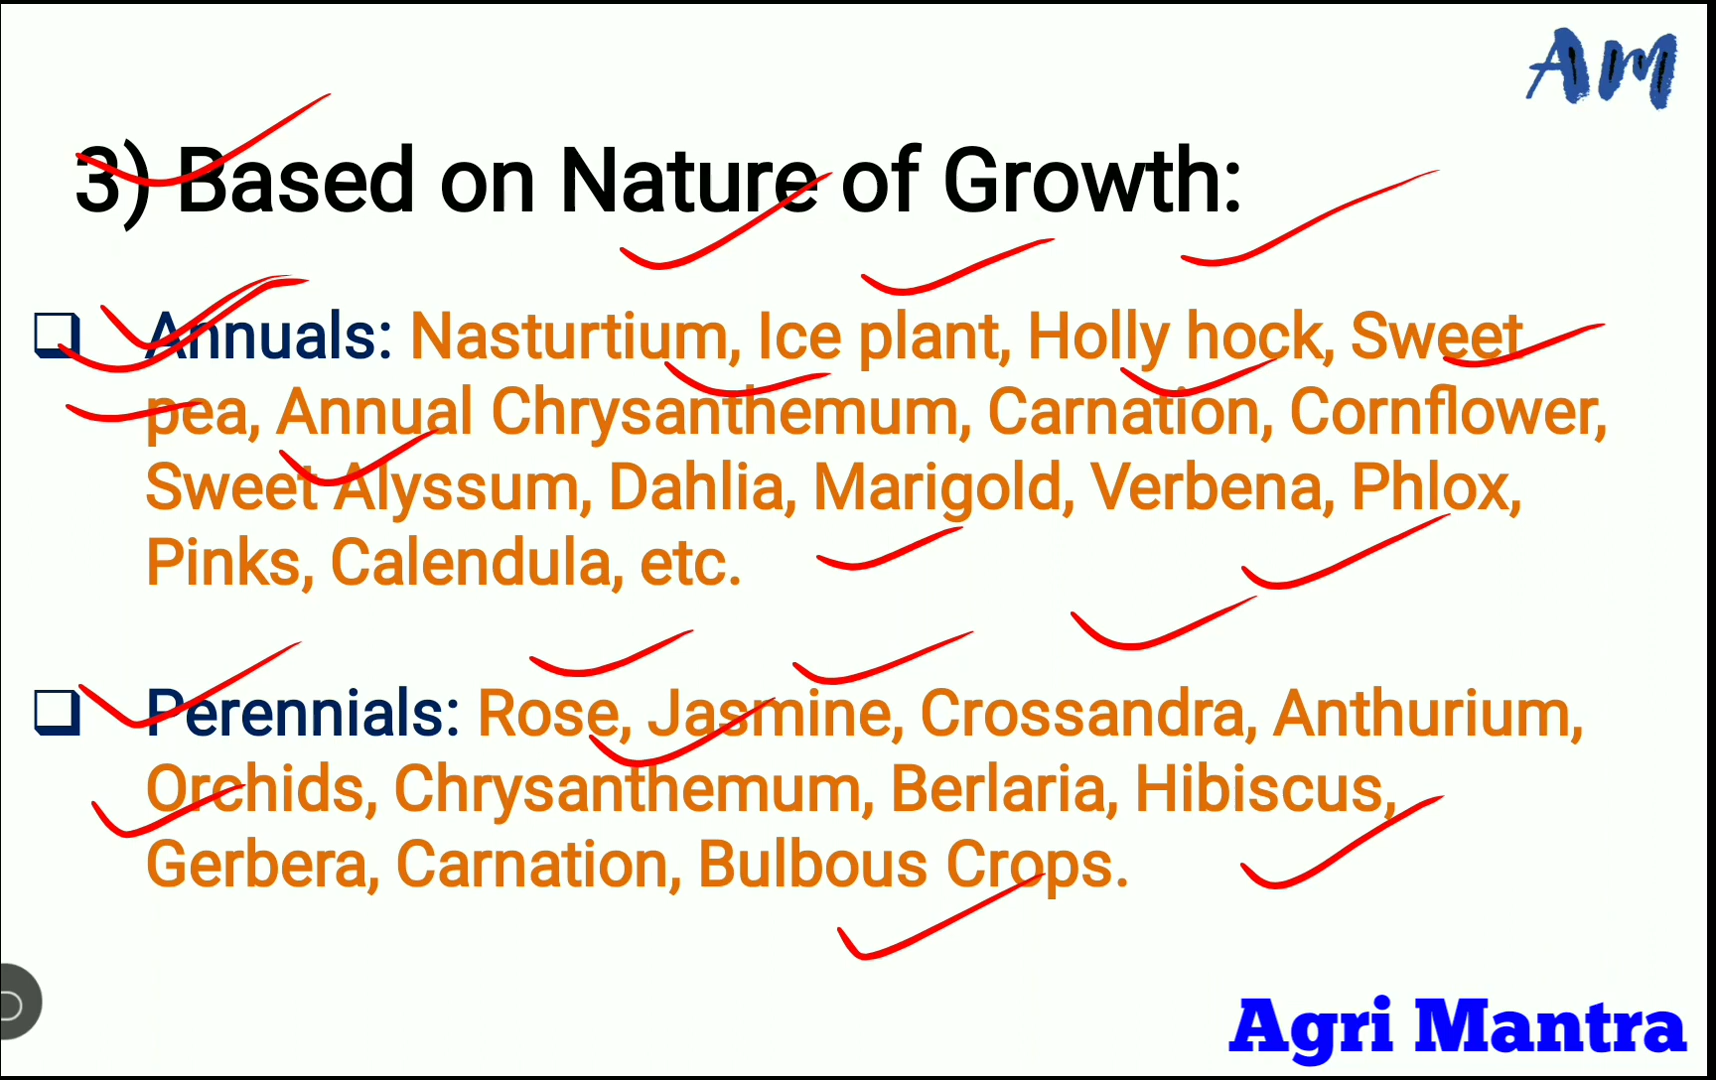 AM
3) Based on Nature of Growth:
Annuals: Nasturtium, Ice plant, Holly hock, Sweet
pea, Annual Chrysanthemum, Carnation, Cornflower,
Sweet Alyssum, Dahlia, Marigold, Verbena, Phlox,
Pinks, Calendula, etc.
Perennials: Rose, Jasmine, Crossandra, Anthurium,
Orchids, Chrysanthemum, Berlaria, Hibiscus,
Gerbera, Carnation, Bulbous Crops.
Agri Mantra